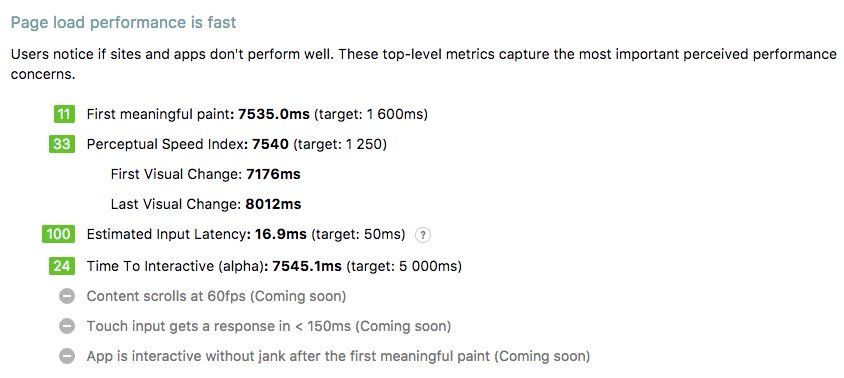 Page load performance is fast
Users notice if sites and apps don't perform well. These top-level metrics capture the most important perceived performance
concerns.
11 First meaningful paint: 7535.0ms (target: 1 600ms)
33 Perceptual Speed Index: 7540 (target: 1 250)
First Visual Change: 7176ms
Last Visual Change: 8012ms
100 Estimated Input Latency: 16.9ms (target: 50ms) ?
24 Time To Interactive (alpha): 7545.1ms (target: 5 000ms)
Content scrolls at 60fps (Coming soon)
Touch input gets a response in < 150ms (Coming soon)
App is interactive without jank after the first meaningful paint (Coming soon)